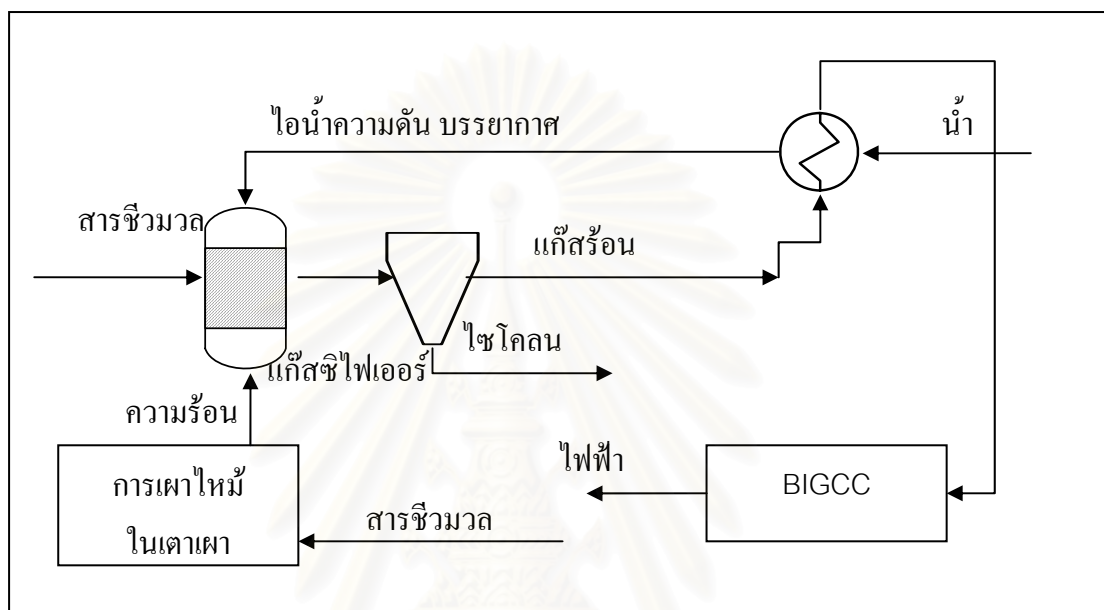 ไอน้ำความดัน บรรยากาศ
น้ำ
สารชีวมวล
แก๊สร้อน
ไซโคลน
แก๊สซิไฟเออร์
ความร้อน
ไฟฟ้า
การเผาไหม้
ในเตาเผา
BIGCC
สารชีวมวล